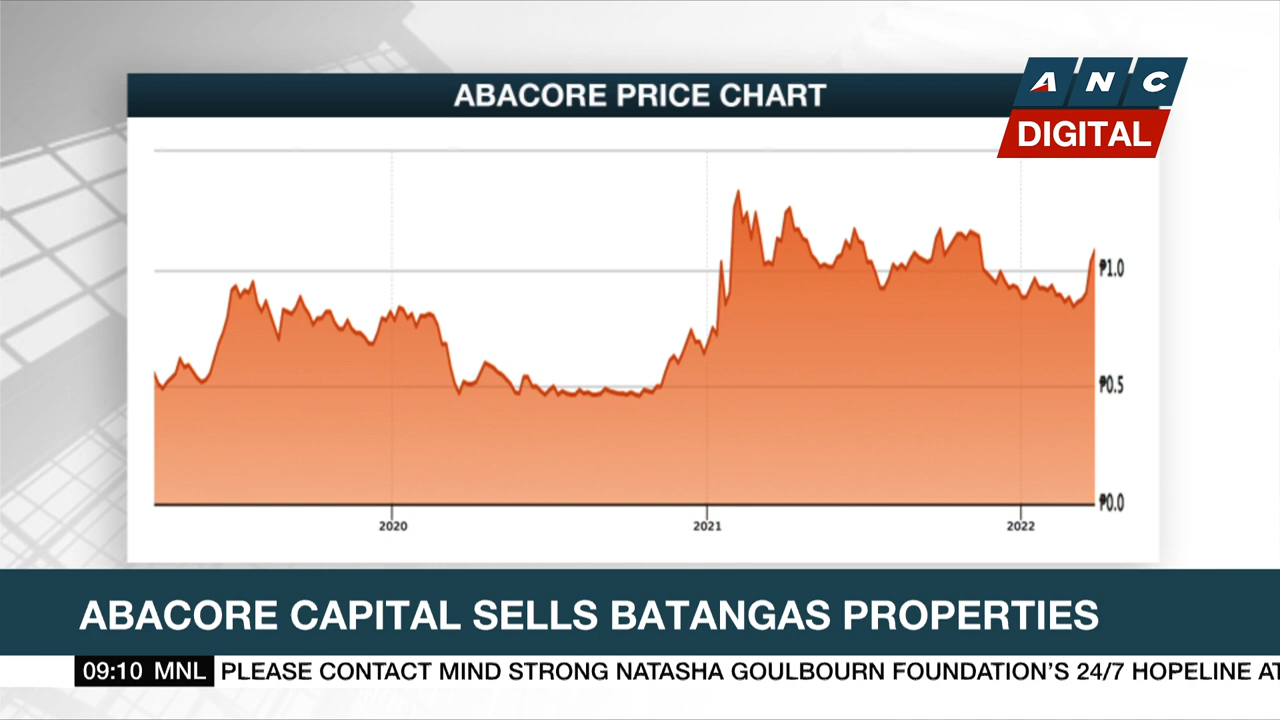 ABACORE PRICE CHART
ANC
DIGITAL
₱1.0
₱0.5
₱0.0
2020 2021 2022
ABACORE CAPITAL SELLS BATANGAS PROPERTIES
09:10 MNL PLEASE CONTACT MIND STRONG NATASHA GOULBOURN FOUNDATION'S 24/7 HOPELINE AT